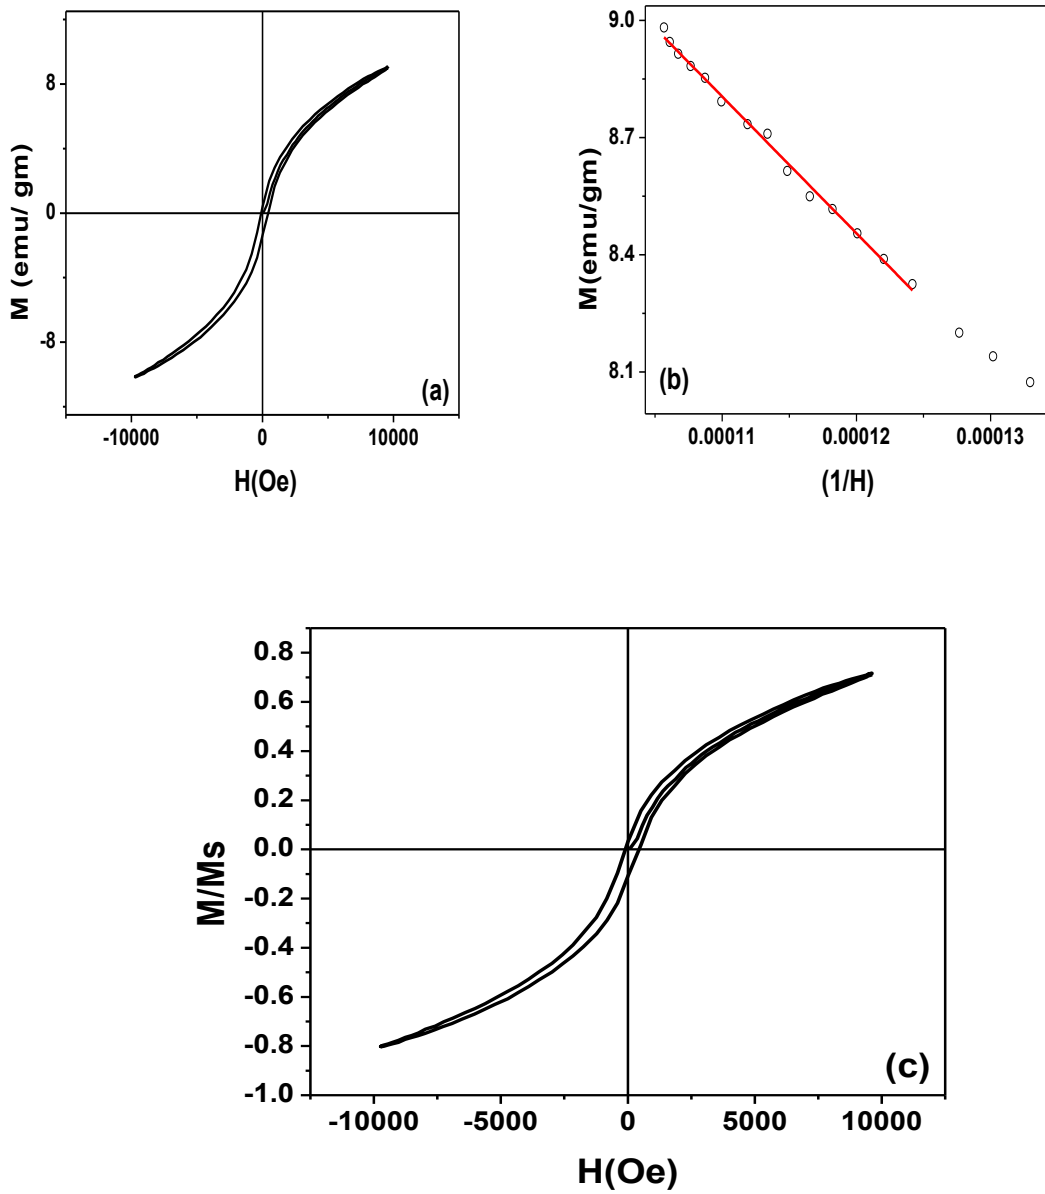 8
0
-8
M (emu/ gm)
-10000 0 10000
H(Oe)
(a)
9.0
8.7
8.4
8.1
M(emu/gm)
0.00011 0.00012 0.00013
(1/H)
(b)
0.8
0.6
0.4
0.2
0.0
-0.2
-0.4
-0.6
-0.8
-1.0
M/Ms
-10000 -5000 0 5000 10000
H(Oe)
(c)